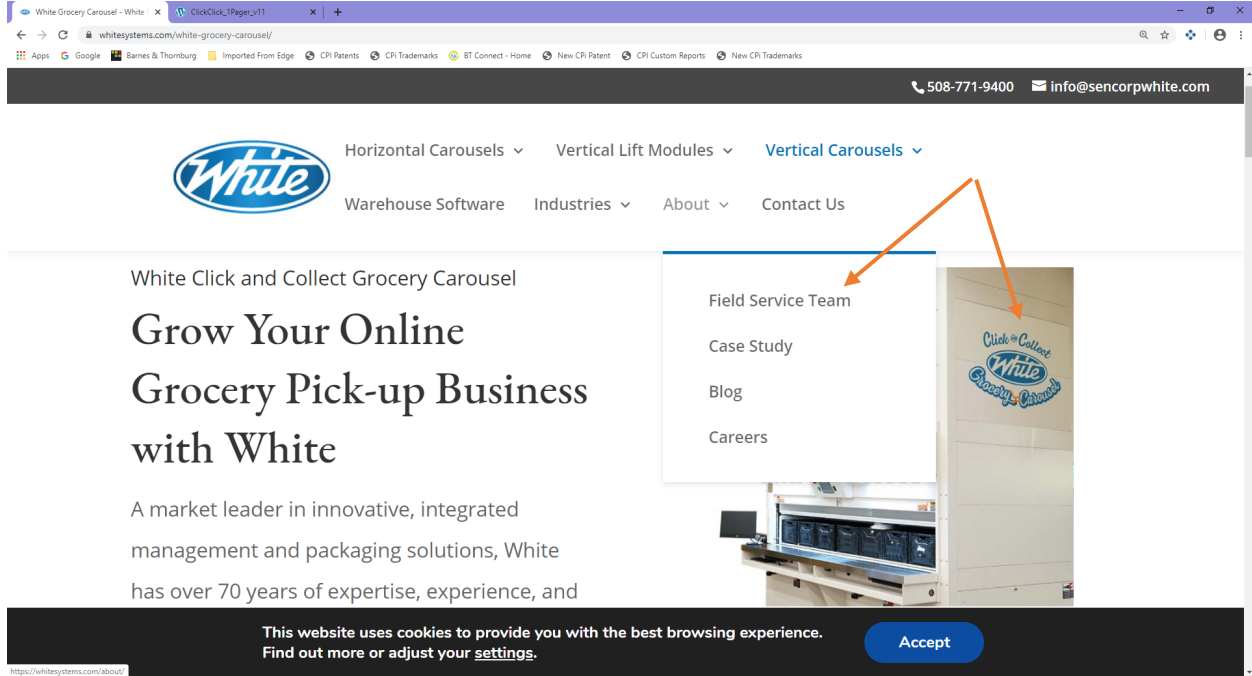 White Grocery Carousel - White
ClickClick_1Pager_v11
whitesystems.com/white-grocery-carousel/
Apps Google Barnes & Thornburg Imported From Edge CPI Patents CPi Trademarks BT Connect - Home New CPi Patent CPI Custom Reports New CPi Trademarks
508-771-9400 info@sencorpwhite.com
White
Horizontal Carousels Vertical Lift Modules Vertical Carousels
Warehouse Software Industries About Contact Us
White Click and Collect Grocery Carousel
Grow Your Online
Grocery Pick-up Business
with White
A market leader in innovative, integrated
management and packaging solutions, White
has over 70 years of expertise, experience, and
Field Service Team
Case Study
Blog
Careers
Click and Collect
White
Grocery Carousel
This website uses cookies to provide you with the best browsing experience.
Find out more or adjust your settings.
Accept
https://whitesystems.com/about/